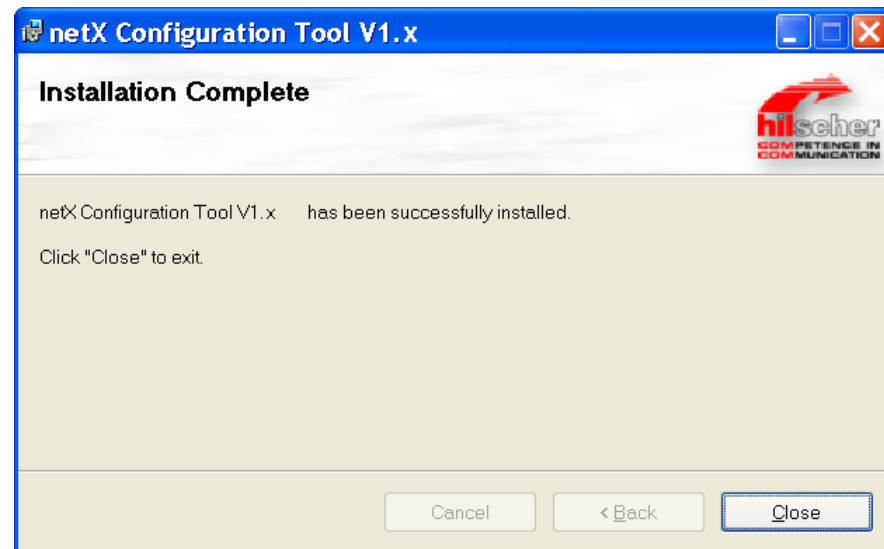 netX Configuration Tool V1.x
Installation Complete
hilscher
COMPETENCE IN
COMMUNICATION
netX Configuration Tool V1.x has been successfully installed.
Click "Close" to exit.
Cancel
< Back
Close